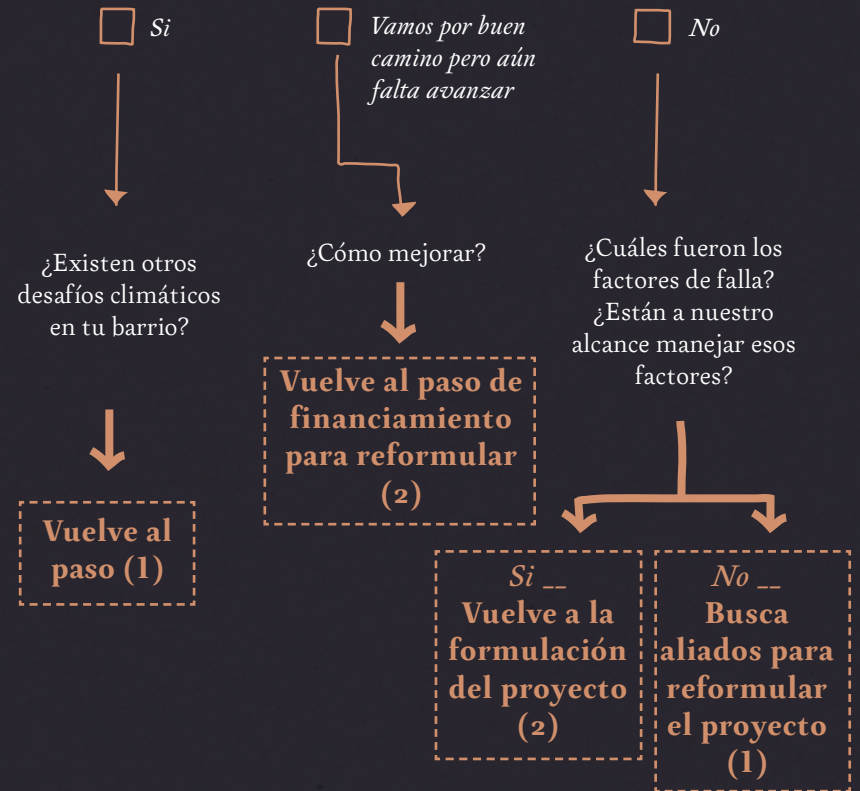 Si
Vamos por buen
camino pero aún
falta avanzar
No
¿Existen otros
desafíos climáticos
en tu barrio?
¿Cómo mejorar?
¿Cuáles fueron los
factores de falla?
¿Están a nuestro
alcance manejar esos
factores?
Vuelve al
paso (1)
Vuelve al paso de
financiamiento
para reformular
(2)
Si __
Vuelve a la
formulación
del proyecto
(2)
No __
Busca
aliados para
reformular
el proyecto
(1)